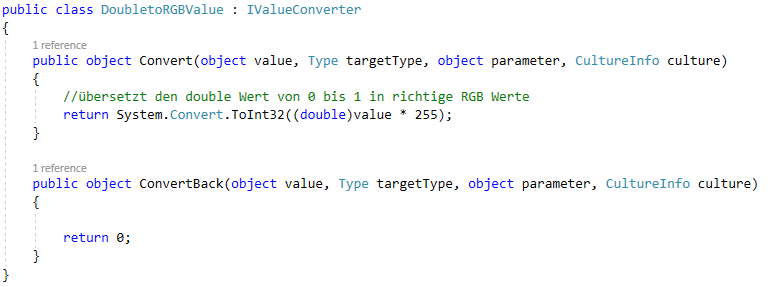 public class DoubletoRGBValue : IValueConverter
{
1 reference
public object Convert(object value, Type targetType, object parameter, CultureInfo culture)
{
//übersetzt den double Wert von 0 bis 1 in richtige RGB Werte
return System.Convert.ToInt32((double)value * 255);
}
1 reference
public object ConvertBack(object value, Type targetType, object parameter, CultureInfo culture)
{
return 0;
}
}